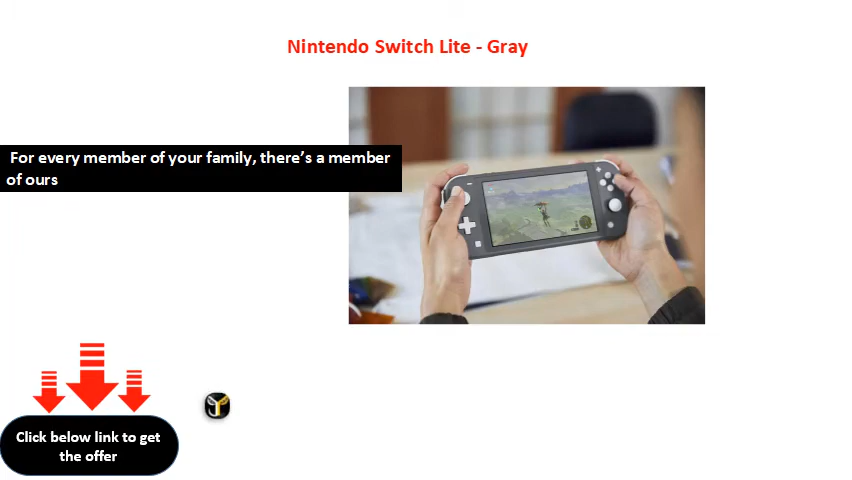 Nintendo Switch Lite - Gray
For every member of your family, there’s a member
of ours
Click below link to get
the offer